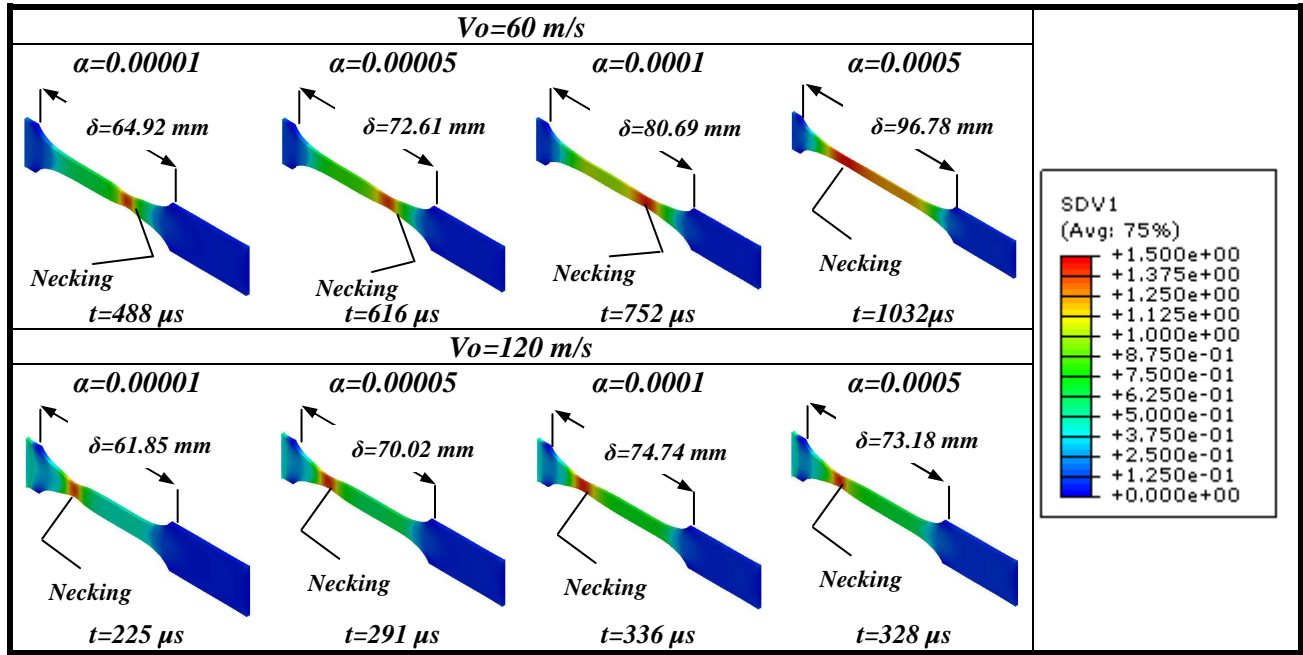 Vo=60 m/s
α=0.00001
α=0.00005
α=0.0001
α=0.0005
δ=64.92 mm
δ=72.61 mm
δ=80.69 mm
δ=96.78 mm
Necking
Necking
Necking
Necking
t=488 µs
t=616 µs
t=752 µs
t=1032µs
Vo=120 m/s
α=0.00001
α=0.00005
α=0.0001
α=0.0005
δ=61.85 mm
δ=70.02 mm
δ=74.74 mm
δ=73.18 mm
Necking
Necking
Necking
Necking
t=225 µs
t=291 µs
t=336 µs
t=328 µs
SDV1
(Avg: 75%)
+1.500e+00
+1.375e+00
+1.250e+00
+1.125e+00
+1.000e+00
+8.750e-01
+7.500e-01
+6.250e-01
+5.000e-01
+3.750e-01
+2.500e-01
+1.250e-01
+0.000e+00